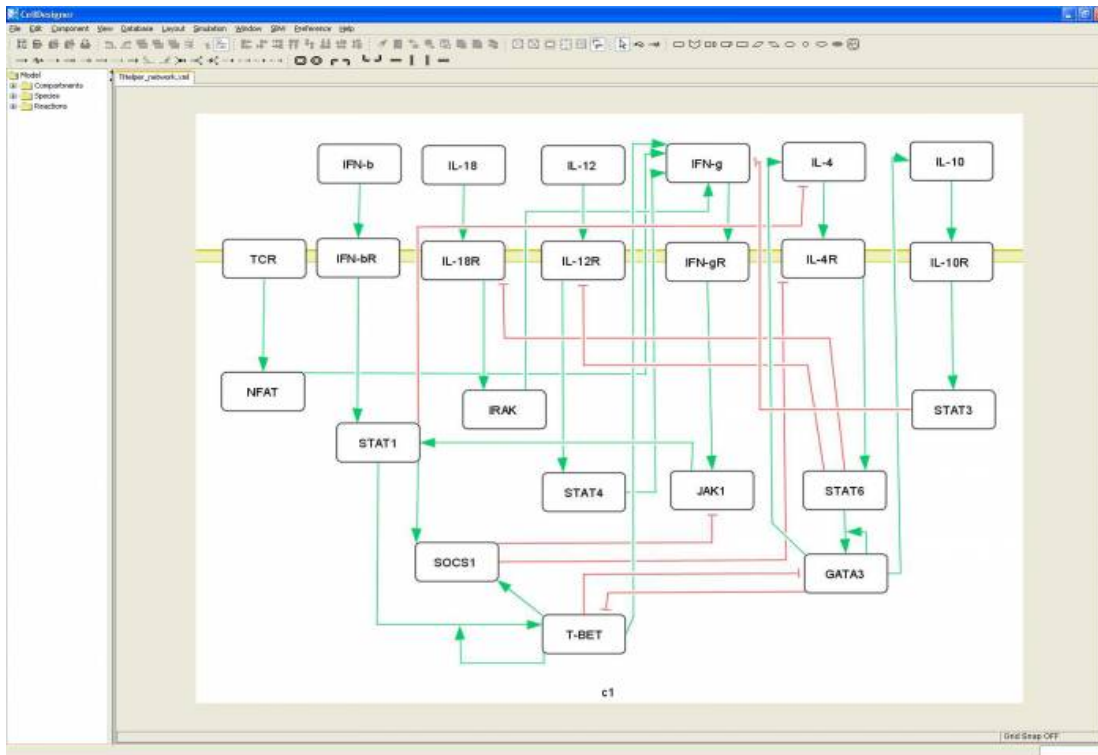 CellDesigner
File Edit Component View Database Layout Simulation Window SBW Preference Help
Model
Compartments
Species
Reactions
THelper_network.xml
IFN-b
IL-18
IL-12
IFN-g
IL-4
IL-10
TCR
IFN-bR
IL-18R
IL-12R
IFN-gR
IL-4R
IL-10R
NFAT
IRAK
STAT3
STAT1
STAT4
JAK1
STAT6
SOCS1
GATA3
T-BET
c1
Grid Snap OFF